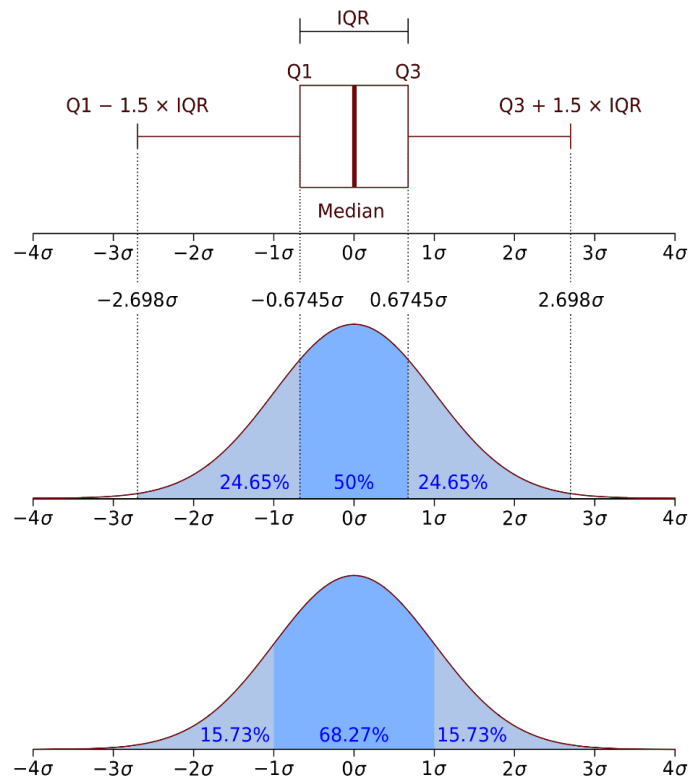 IQR
Q1 Q3
Q1 − 1.5 × IQR Q3 + 1.5 × IQR
Median
−4σ −3σ −2σ −1σ 0σ 1σ 2σ 3σ 4σ
−2.698σ −0.6745σ 0.6745σ 2.698σ
24.65% 50% 24.65%
−4σ −3σ −2σ −1σ 0σ 1σ 2σ 3σ 4σ
15.73% 68.27% 15.73%
−4σ −3σ −2σ −1σ 0σ 1σ 2σ 3σ 4σ